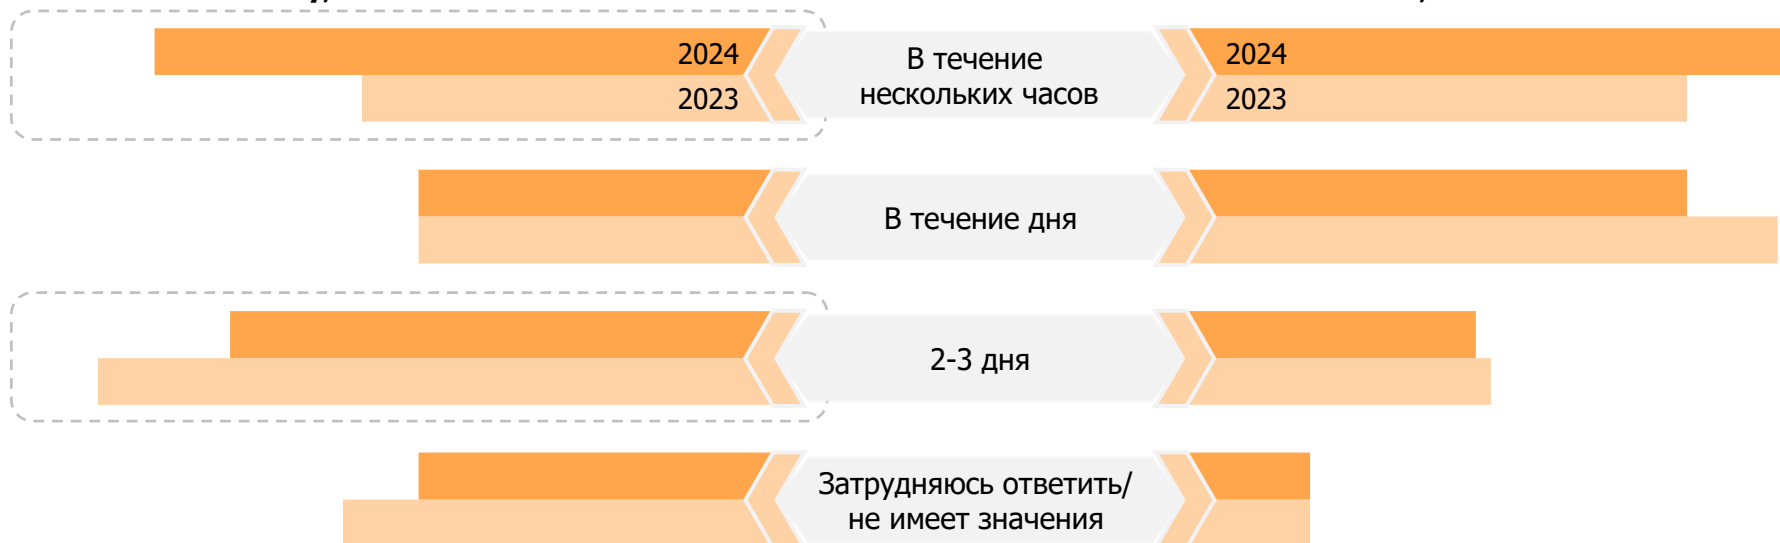 2024
В течение
нескольких часов
2024
2023
2023
В течение дня
2-3 дня
Затрудняюсь ответить/
не имеет значения